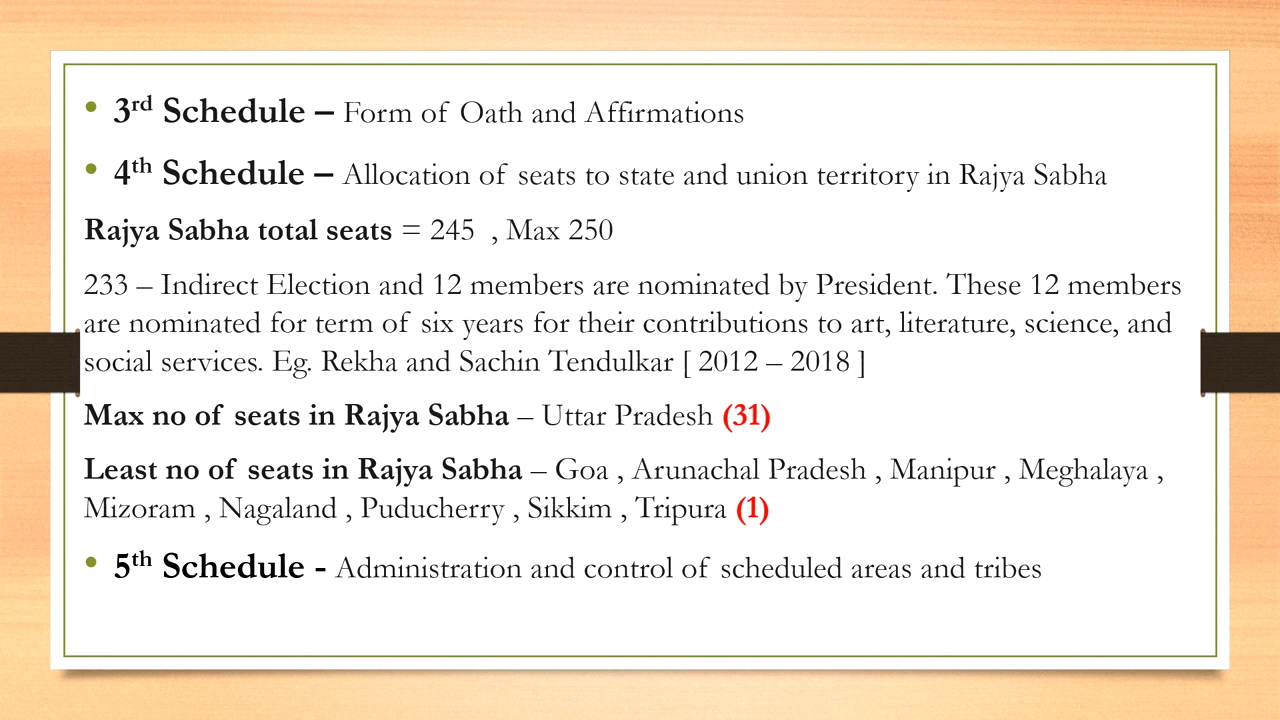 • 3rd Schedule – Form of Oath and Affirmations
• 4th Schedule – Allocation of seats to state and union territory in Rajya Sabha
Rajya Sabha total seats = 245 , Max 250
233 – Indirect Election and 12 members are nominated by President. These 12 members
are nominated for term of six years for their contributions to art, literature, science, and
social services. Eg. Rekha and Sachin Tendulkar [ 2012 – 2018 ]
Max no of seats in Rajya Sabha – Uttar Pradesh (31)
Least no of seats in Rajya Sabha – Goa , Arunachal Pradesh , Manipur , Meghalaya ,
Mizoram , Nagaland , Puducherry , Sikkim , Tripura (1)
• 5th Schedule - Administration and control of scheduled areas and tribes